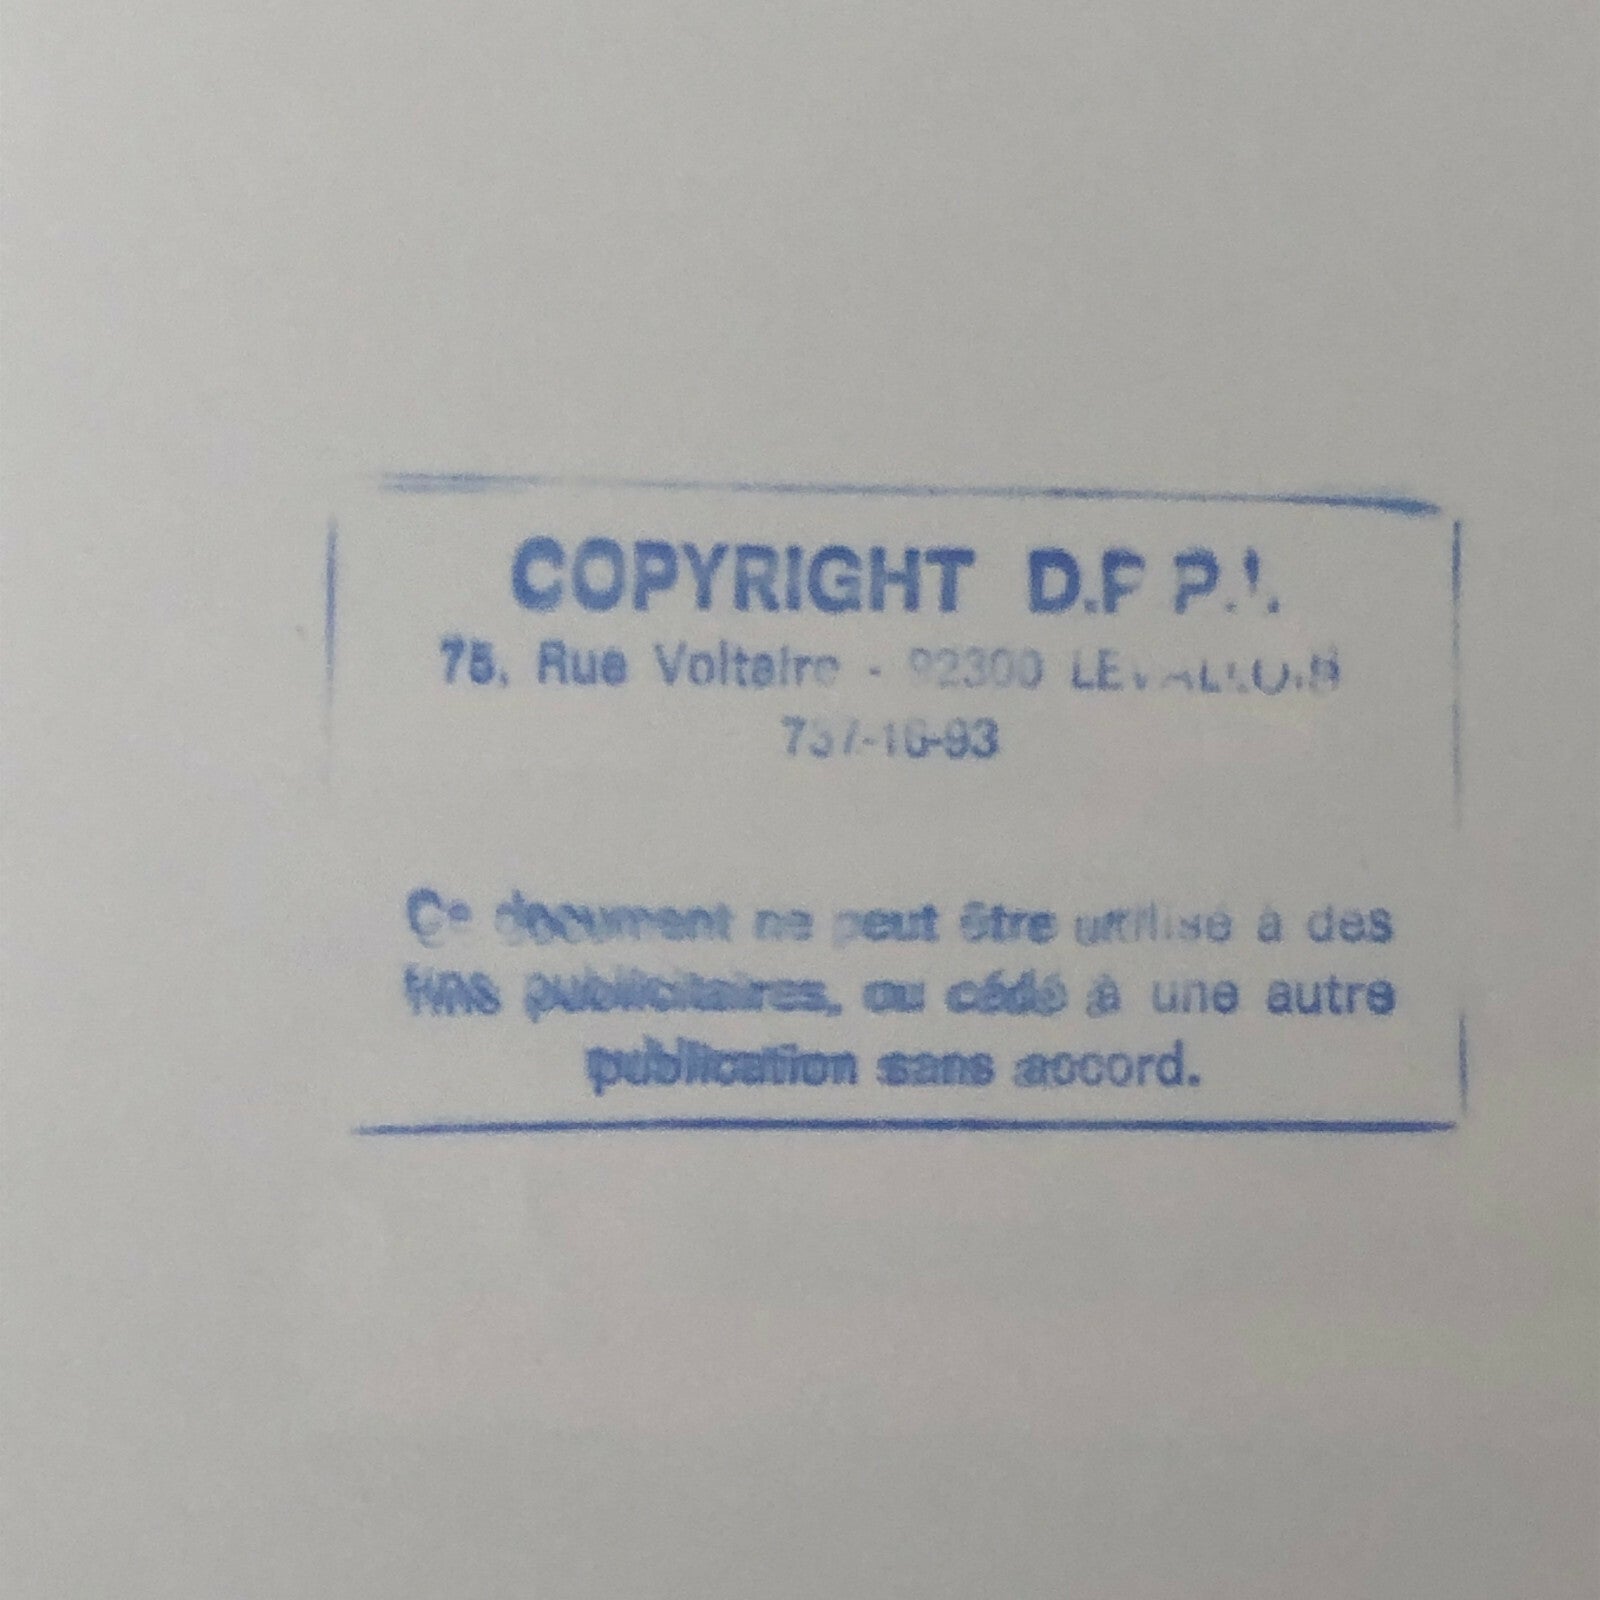 COPYRIGHT D.P.P.I.
75, Rue Voltaire - 92300 LEVALLOIS
737-16-93
Ce document ne peut être utilisé à des
fins publicitaires, ou cédé à une autre
publication sans accord.